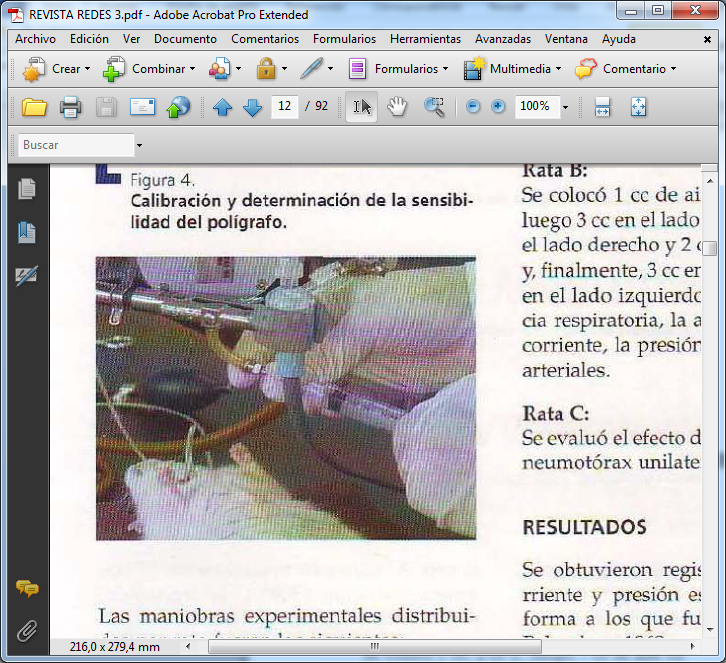 REVISTA REDES 3.pdf - Adobe Acrobat Pro Extended
Archivo Edición Ver Documento Comentarios Formularios Herramientas Avanzadas Ventana Ayuda
Crear Combinar Formularios Multimedia Comentario
12 / 92 100%
Buscar
Figura 4.
Calibración y determinación de la sensibi-
lidad del polígrafo.
Las maniobras experimentales distribui-
Rata B:
Se colocó 1 cc de ai
luego 3 cc en el lado
el lado derecho y 2 c
y, finalmente, 3 cc en
en el lado izquierdo
cia respiratoria, la a
corriente, la presión
arteriales.
Rata C:
Se evaluó el efecto d
neumotórax unilate
RESULTADOS
Se obtuvieron regis
rriente y presión es
forma a los que fu
216,0 x 279,4 mm